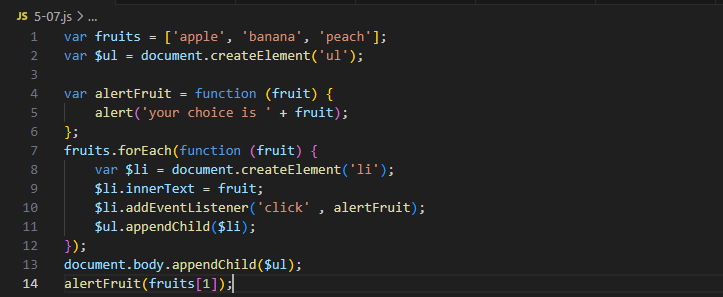 JS 5-07.js > ...
1 var fruits = ['apple', 'banana', 'peach'];
2 var $ul = document.createElement('ul');
3
4 var alertFruit = function (fruit) {
5     alert('your choice is ' + fruit);
6 };
7 fruits.forEach(function (fruit) {
8     var $li = document.createElement('li');
9     $li.innerText = fruit;
10     $li.addEventListener('click' , alertFruit);
11     $ul.appendChild($li);
12 });
13 document.body.appendChild($ul);
14 alertFruit(fruits[1]);